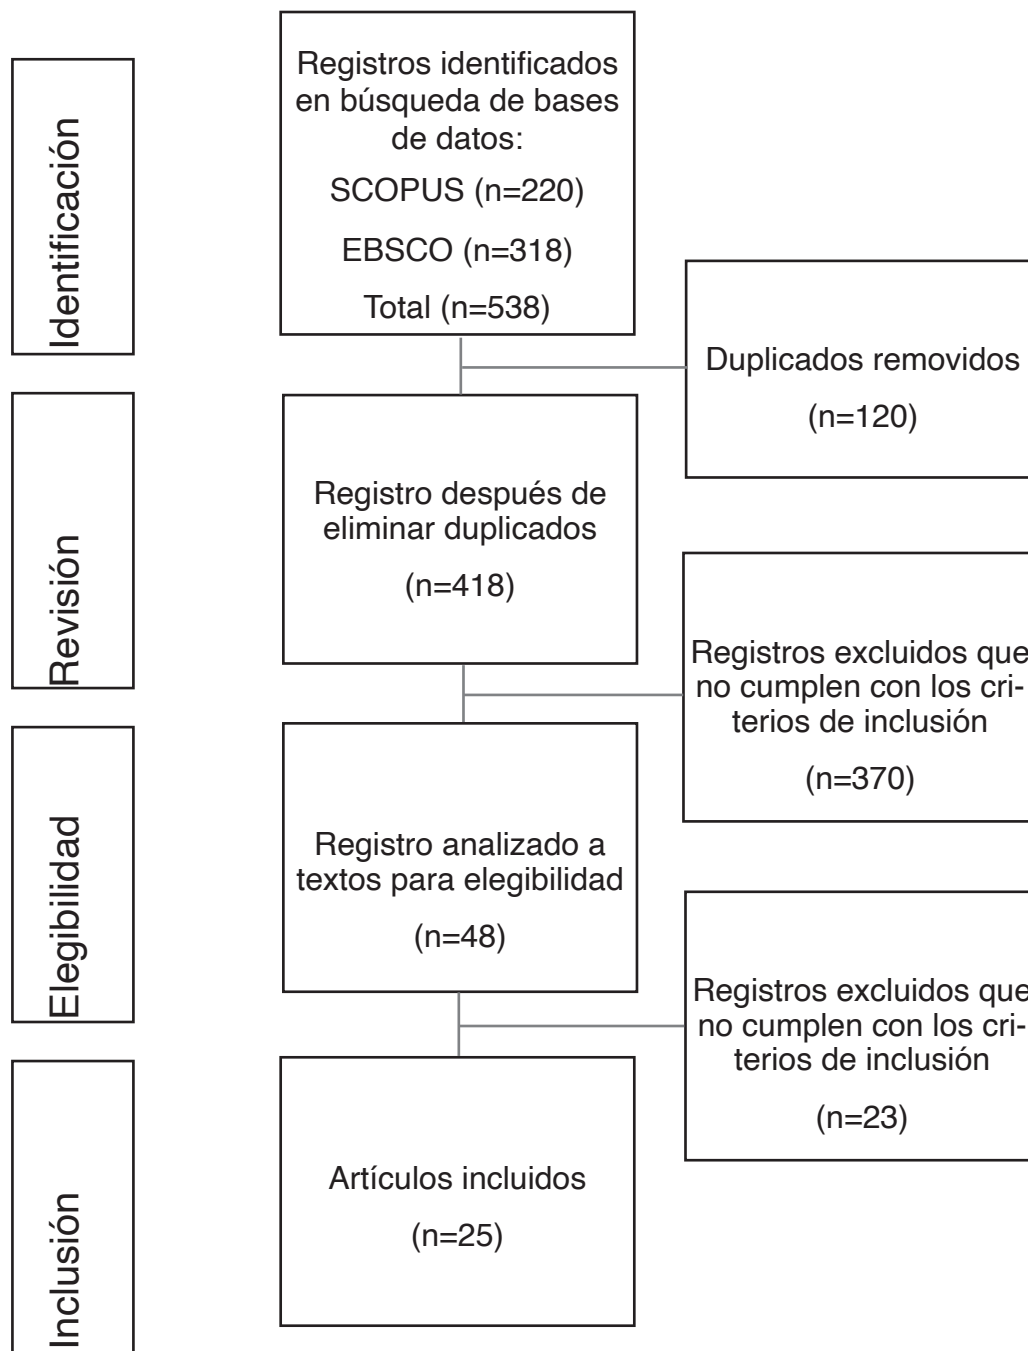 Identificación
Registros identificados
en búsqueda de bases
de datos:
SCOPUS (n=220)
EBSCO (n=318)
Total (n=538)
Duplicados removidos
(n=120)
Revisión
Registro después de
eliminar duplicados
(n=418)
Registros excluidos que
no cumplen con los cri-
terios de inclusión
(n=370)
Elegibilidad
Registro analizado a
textos para elegibilidad
(n=48)
Registros excluidos que
no cumplen con los cri-
terios de inclusión
(n=23)
Inclusión
Artículos incluidos
(n=25)